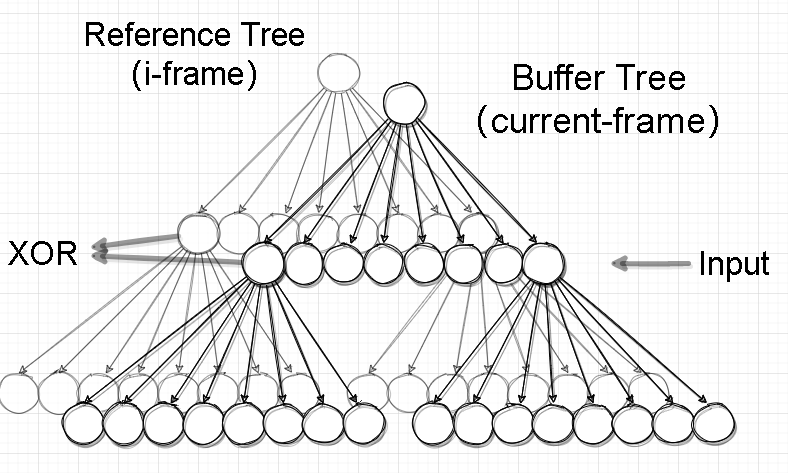 Reference Tree
(i-frame)
Buffer Tree
(current-frame)
XOR
Input